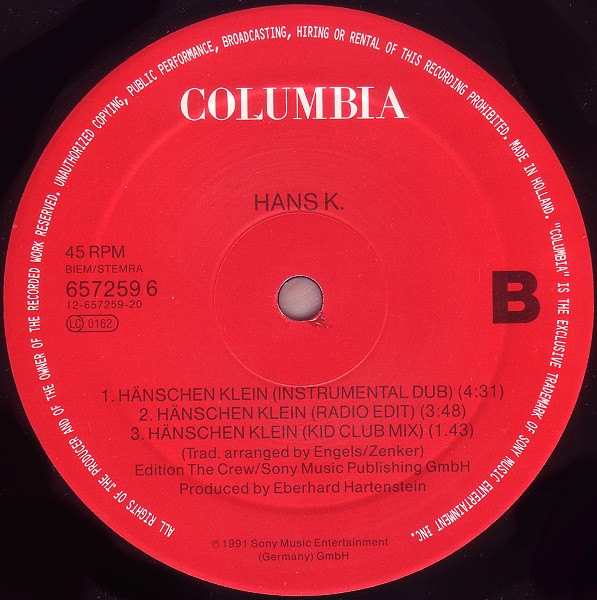 ALL RIGHTS OF THE PRODUCER AND OF THE OWNER OF THE RECORDED WORK RESERVED. UNAUTHORIZED COPYING, PUBLIC PERFORMANCE, BROADCASTING, HIRING OR RENTAL OF THIS RECORDING PROHIBITED. MADE IN HOLLAND. "COLUMBIA" IS THE EXCLUSIVE TRADEMARK OF SONY MUSIC ENTERTAINMENT INC.
COLUMBIA
HANS K.
45 RPM
BIEM/STEMRA
657259 6
12-657259-20
LC 0162
B
1. HÄNSCHEN KLEIN (INSTRUMENTAL DUB) (4:31)
2. HÄNSCHEN KLEIN (RADIO EDIT) (3:48)
3. HÄNSCHEN KLEIN (KID CLUB MIX) (1.43)
(Trad. arranged by Engels/Zenker)
Edition The Crew/Sony Music Publishing GmbH
Produced by Eberhard Hartenstein
℗ 1991 Sony Music Entertainment
(Germany) GmbH